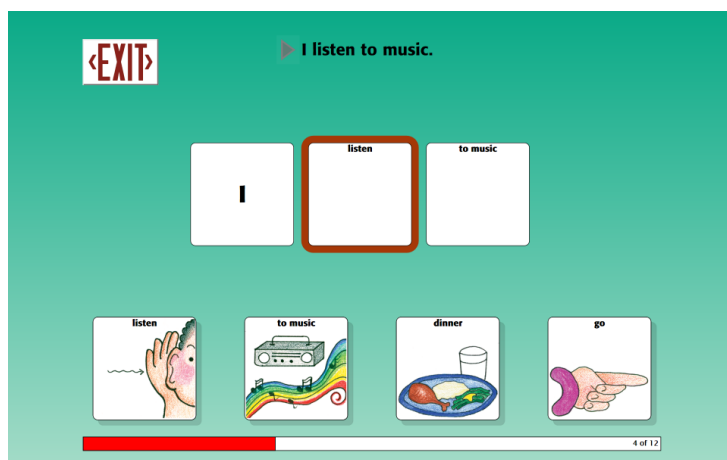 <EXIT>
I listen to music.
I
listen
to music
listen
to music
dinner
go
4 of 12